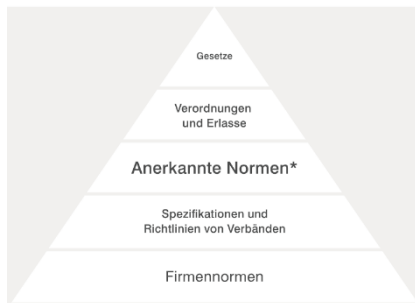 Gesetze
Verordnungen
und Erlasse
Anerkannte Normen*
Spezifikationen und
Richtlinien von Verbänden
Firmennormen